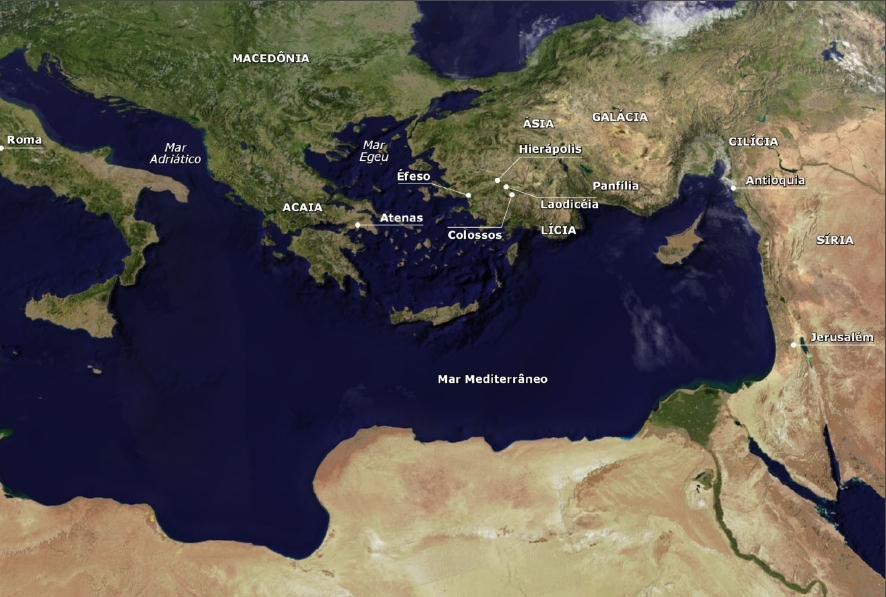 MACEDÔNIA
ÁSIA
GALÁCIA
Roma
Mar
Adriático
Mar
Egeu
Hierápolis
CILÍCIA
Éfeso
Panfília
Antioquia
Laodicéia
ACAIA
Atenas
Colossos
LÍCIA
SÍRIA
Jerusalém
Mar Mediterrâneo